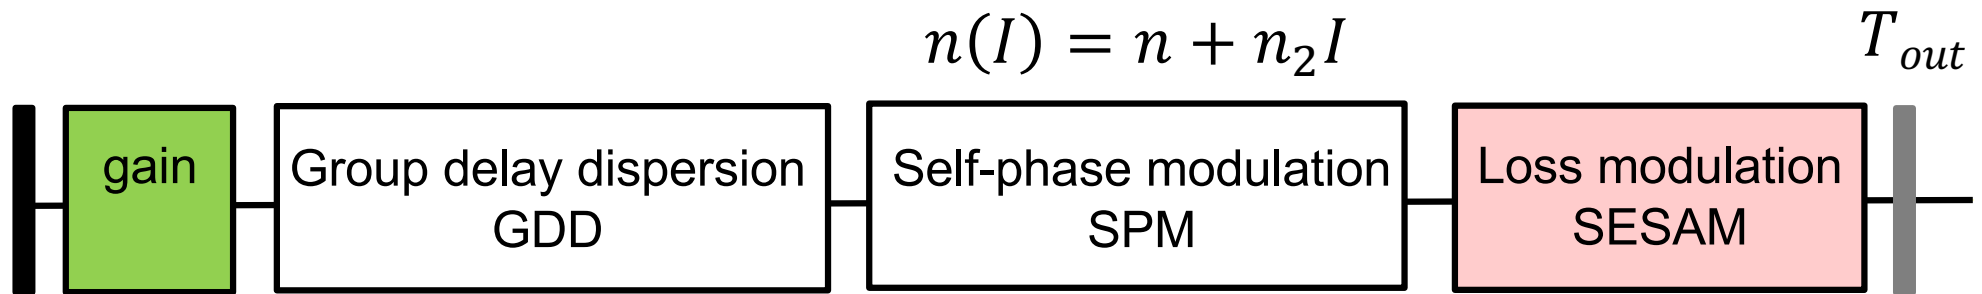 n(I) = n + n₂I
T_out
gain
Group delay dispersion
GDD
Self-phase modulation
SPM
Loss modulation
SESAM